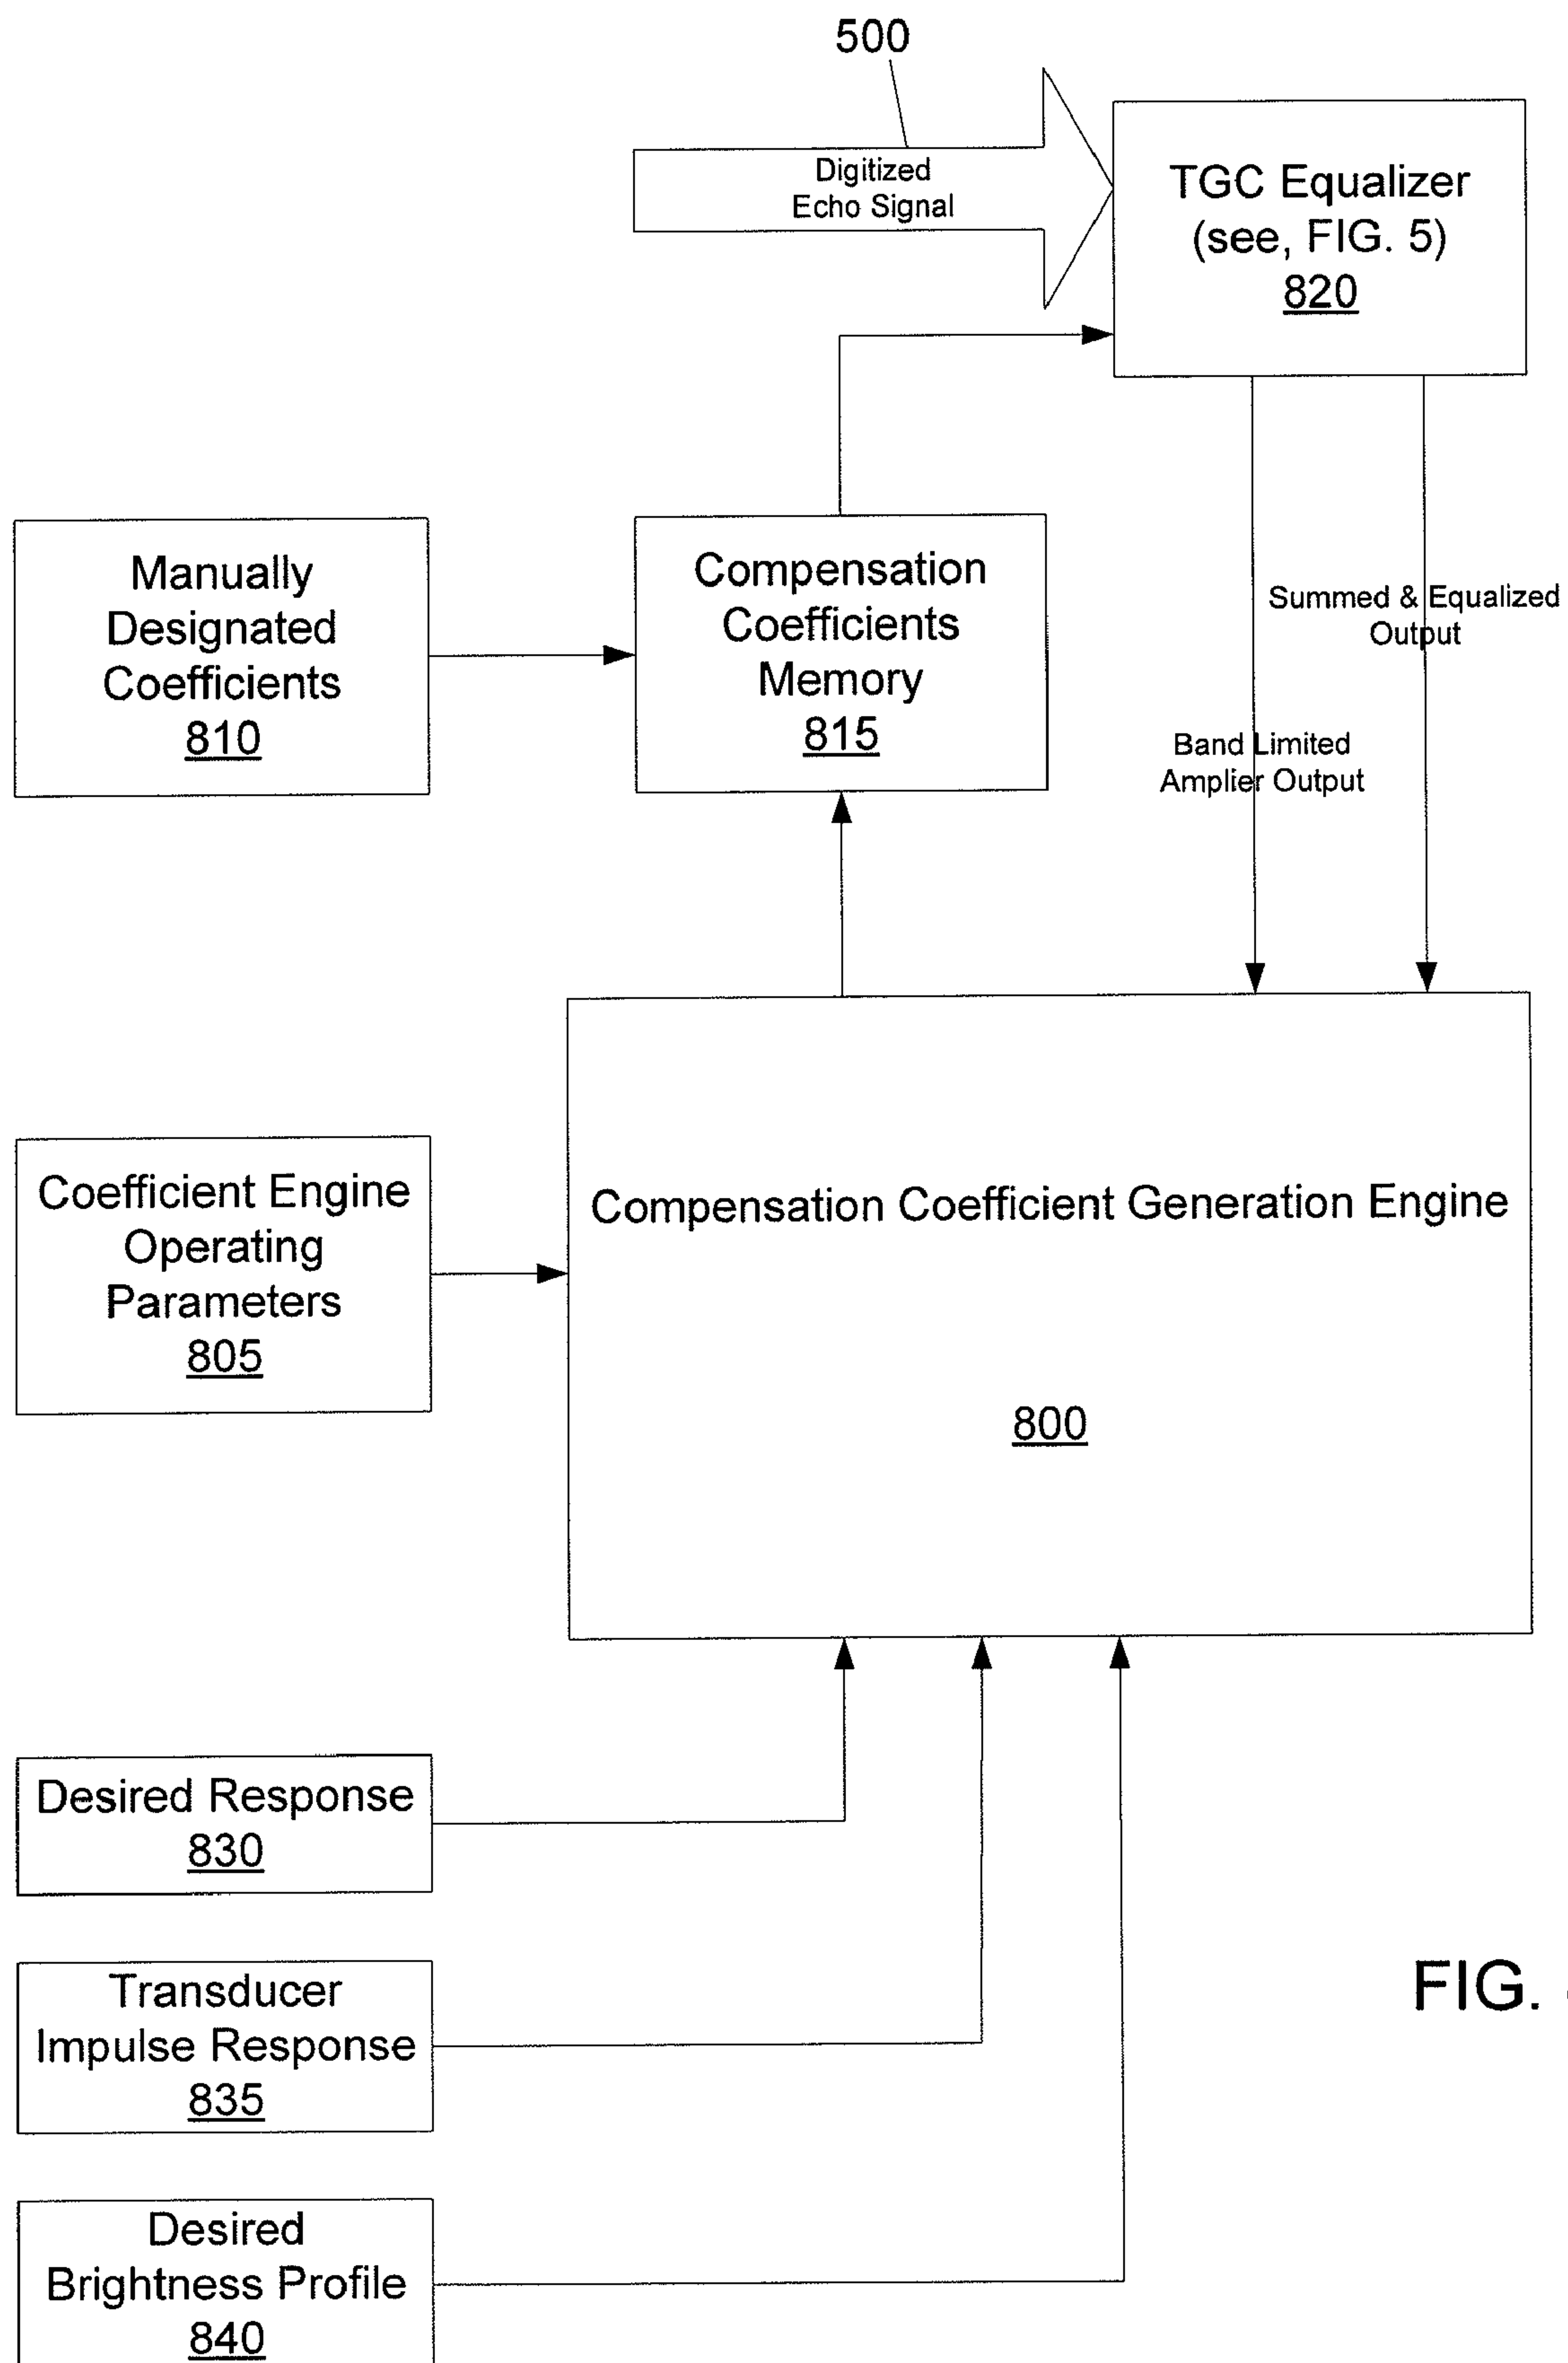 500
Digitized
Echo Signal
TGC Equalizer
(see, FIG. 5)
820
Manually
Designated
Coefficients
810
Compensation
Coefficients
Memory
815
Summed & Equalized
Output
Band Limited
Amplier Output
Coefficient Engine
Operating
Parameters
805
Compensation Coefficient Generation Engine
800
Desired Response
830
Transducer
Impulse Response
835
FIG.
Desired
Brightness Profile
840